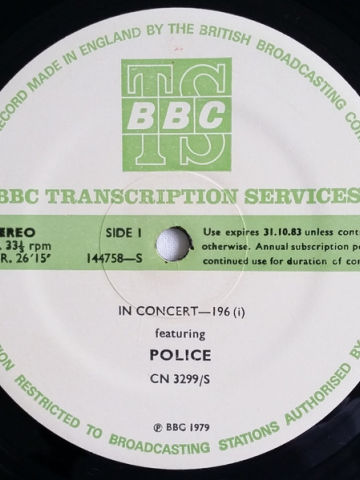 RECORD MADE IN ENGLAND BY THE BRITISH BROADCASTING
TS
BBC
BBC TRANSCRIPTION SERVICES
SIDE 1
33⅓ rpm
26'15"
144758—S
Use expires 31.10.83 unless
otherwise. Annual subscription
continued use for duration of
IN CONCERT—196 (i)
featuring
POLICE
CN 3299/S
℗ BBC 1979
RESTRICTED TO BROADCASTING STATIONS AUTHORISED